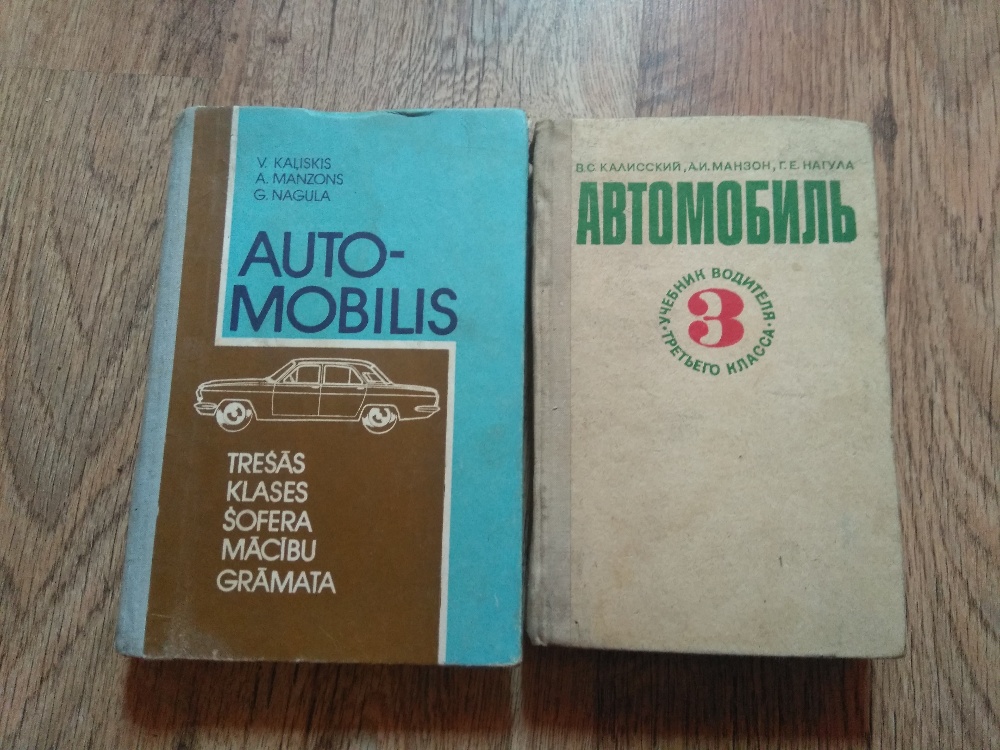 V. KAĻISKIS
A. MANZONS
G. NAGULA
AUTO-
MOBILIS
TREŠĀS
KLASES
ŠOFERA
MĀCĪBU
GRĀMATA
В.С. КАЛИССКИЙ, А.И. МАНЗОН, Г.Е. НАГУЛА
АВТОМОБИЛЬ
• УЧЕБНИК ВОДИТЕЛЯ •
ТРЕТЬЕГО КЛАССА
3